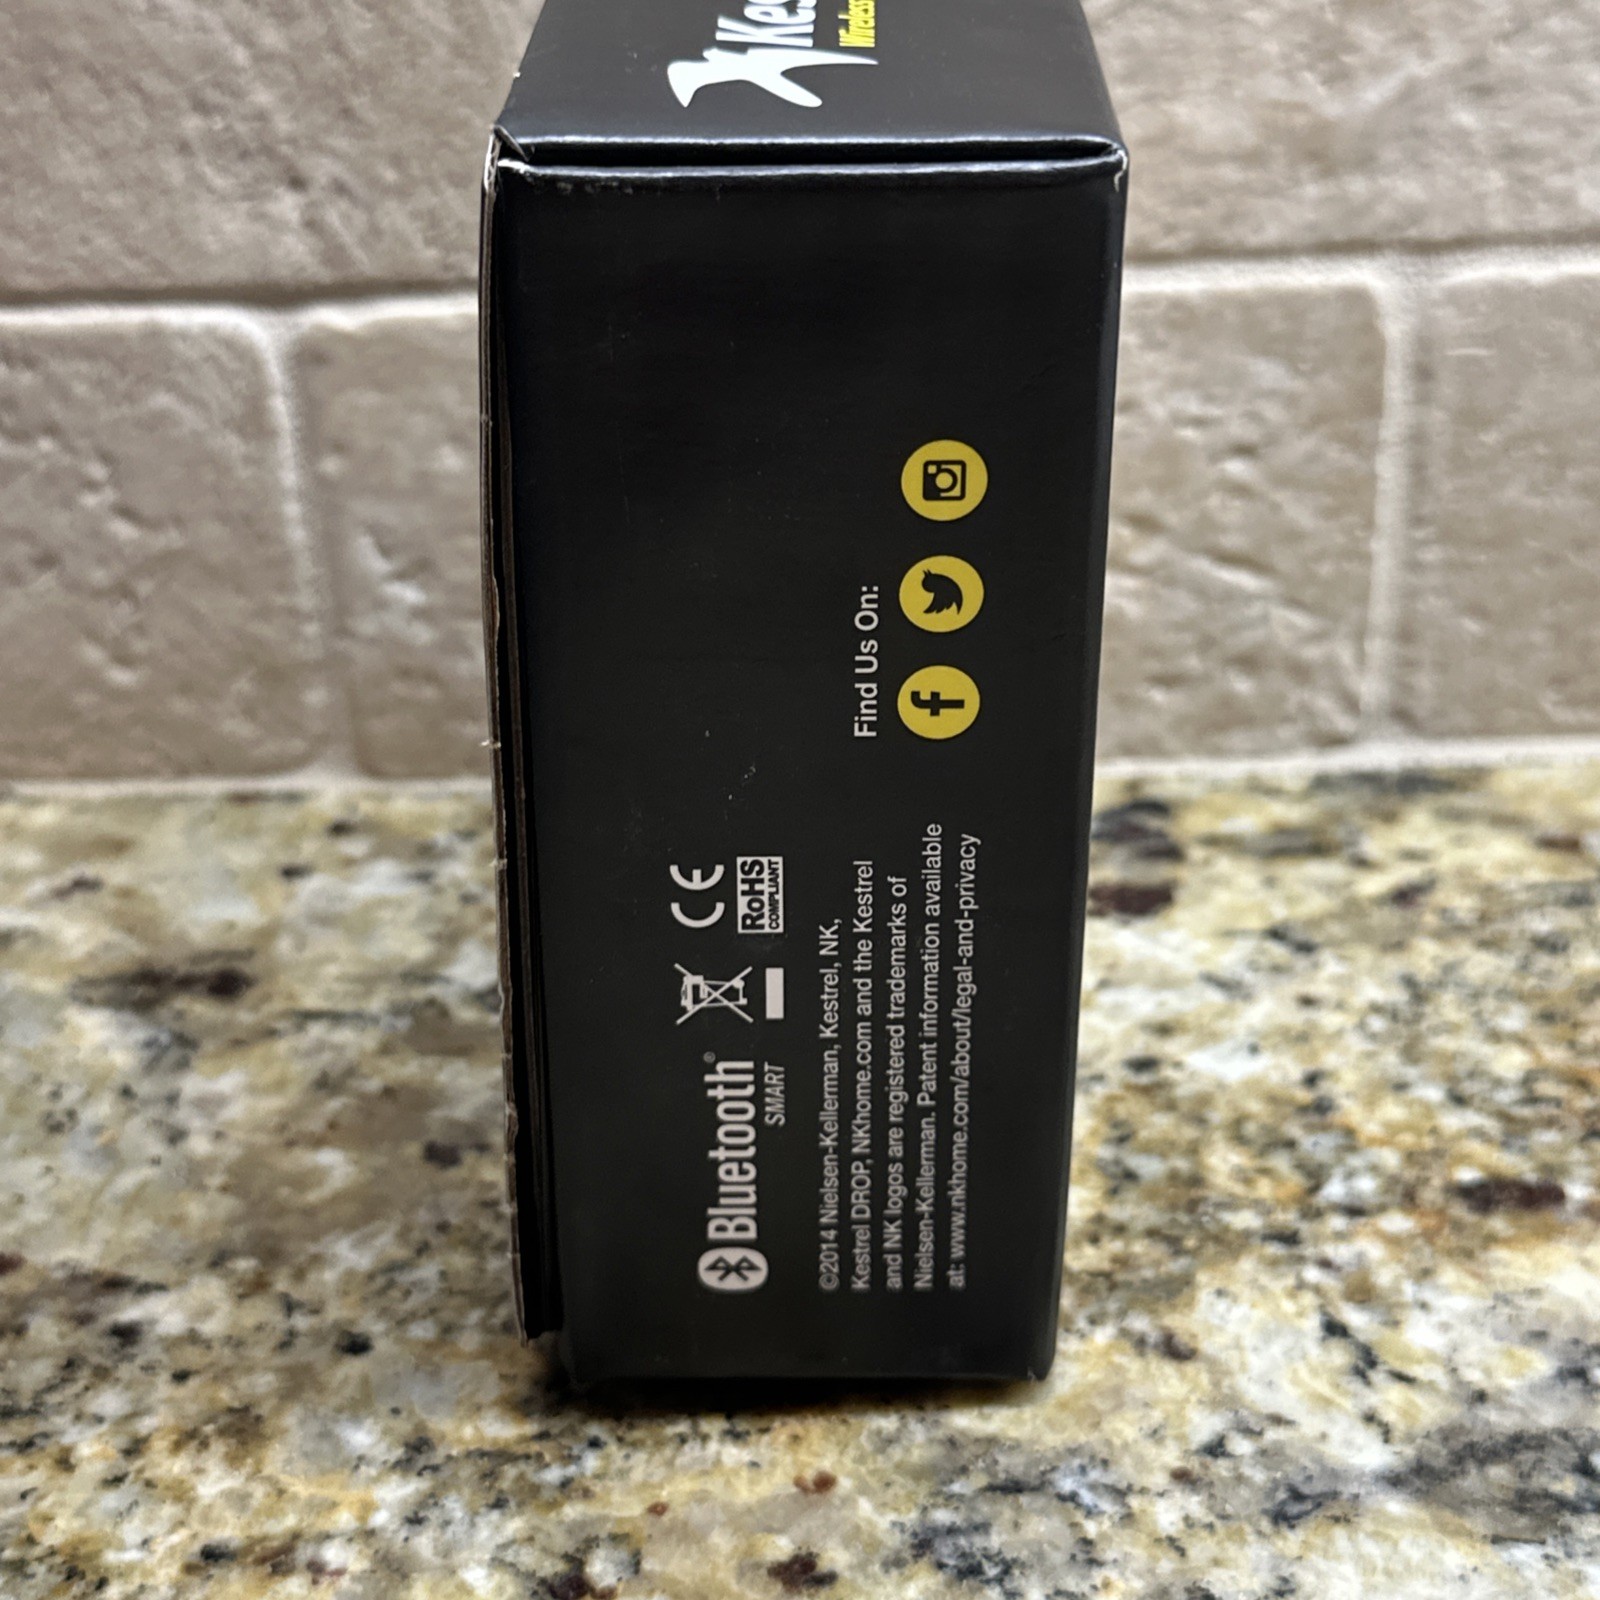 Wireless
Bluetooth®
SMART
CE
RoHS
COMPLIANT
©2014 Nielsen-Kellerman, Kestrel, NK,
Kestrel DROP, NKhome.com and the Kestrel
and NK logos are registered trademarks of
Nielsen-Kellerman. Patent information available
at: www.nkhome.com/about/legal-and-privacy
Find Us On:
f